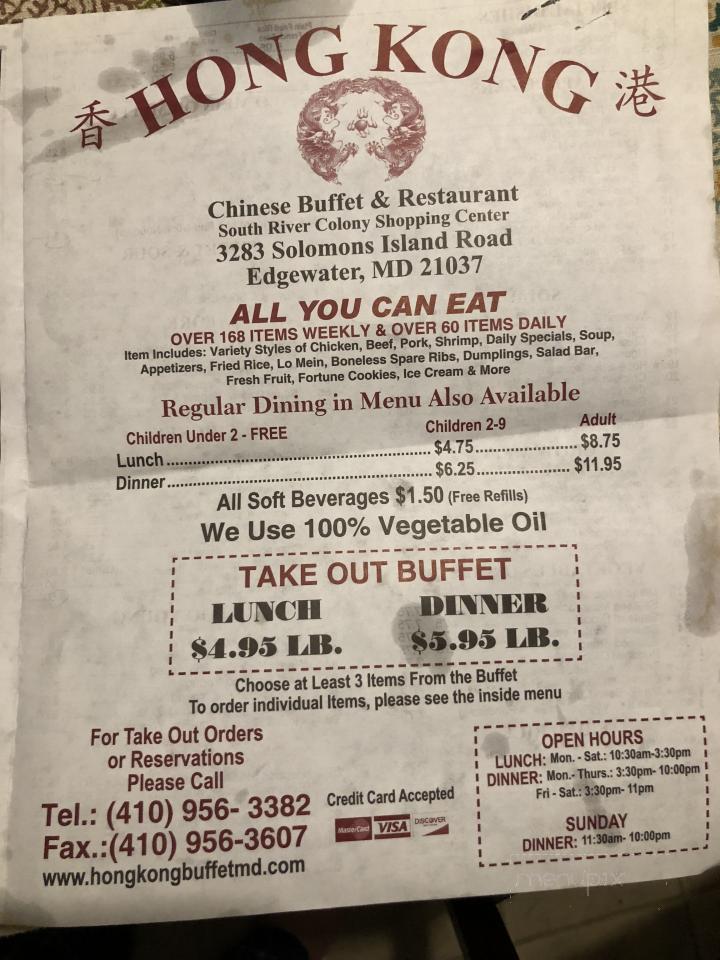 香 HONG KONG 港
Chinese Buffet & Restaurant
South River Colony Shopping Center
3283 Solomons Island Road
Edgewater, MD 21037
ALL YOU CAN EAT
OVER 168 ITEMS WEEKLY & OVER 60 ITEMS DAILY
Item Includes: Variety Styles of Chicken, Beef, Pork, Shrimp, Daily Specials, Soup,
Appetizers, Fried Rice, Lo Mein, Boneless Spare Ribs, Dumplings, Salad Bar,
Fresh Fruit, Fortune Cookies, Ice Cream & More
Regular Dining in Menu Also Available
Children Under 2 - FREE Children 2-9 Adult
Lunch........ $4.75........ $8.75
Dinner........ $6.25........ $11.95
All Soft Beverages $1.50 (Free Refills)
We Use 100% Vegetable Oil
TAKE OUT BUFFET
LUNCH DINNER
$4.95 LB. $5.95 LB.
Choose at Least 3 Items From the Buffet
To order individual Items, please see the inside menu
For Take Out Orders
or Reservations
Please Call
Tel.: (410) 956- 3382
Fax.:(410) 956-3607
www.hongkongbuffetmd.com
Credit Card Accepted
MasterCard VISA DISCOVER
OPEN HOURS
LUNCH: Mon. - Sat.: 10:30am-3:30pm
DINNER: Mon.- Thurs.: 3:30pm- 10:00pm
Fri - Sat.: 3:30pm- 11pm
SUNDAY
DINNER: 11:30am- 10:00pm
menupix